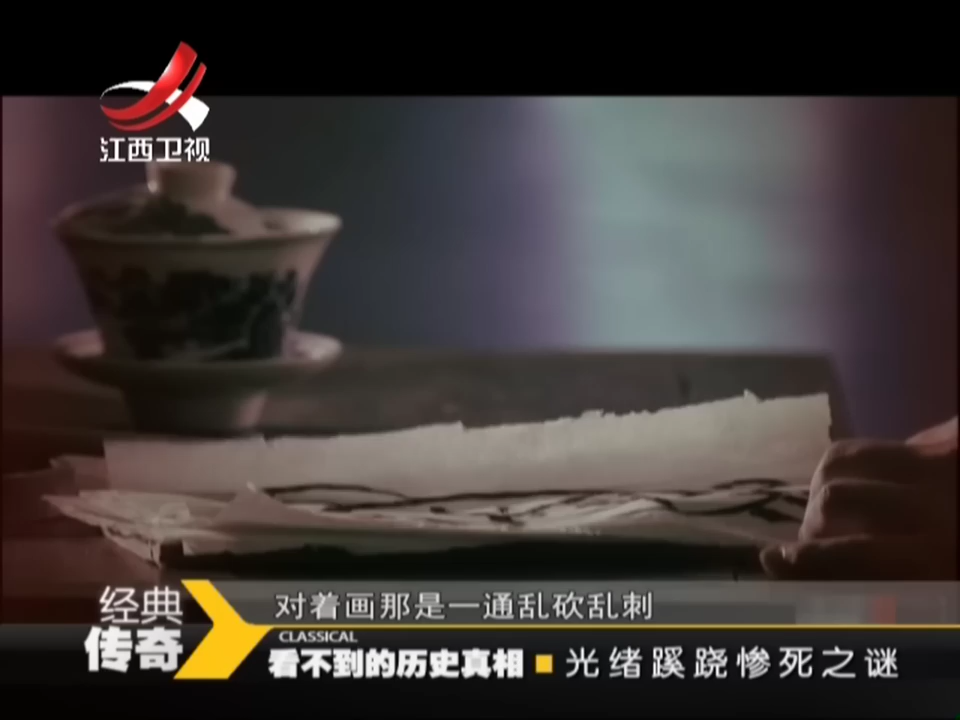 江西卫视
对着画那是一通乱砍乱刺
经典
传奇
CLASSICAL
看不到的历史真相 ■ 光绪蹊跷惨死之谜